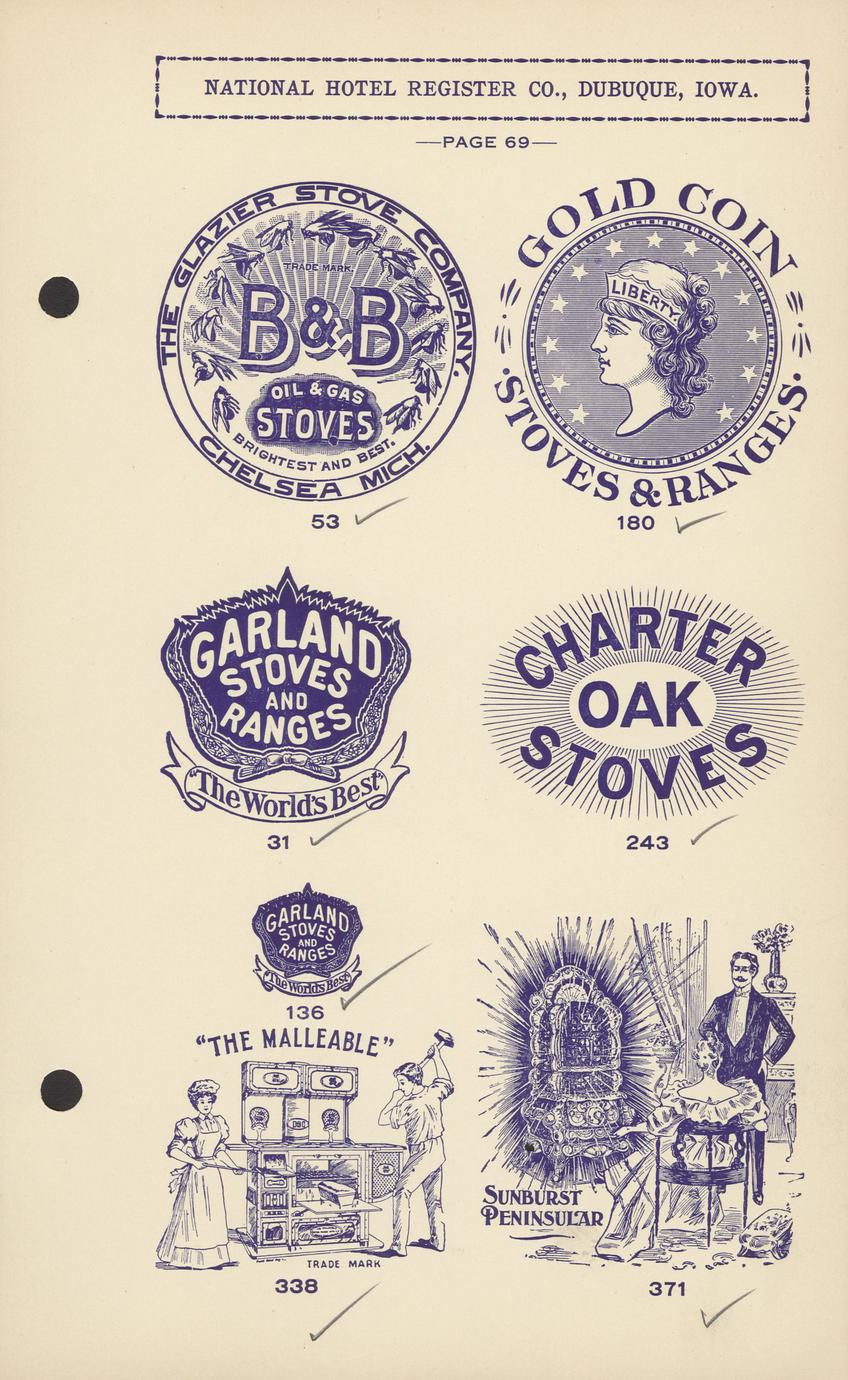 NATIONAL HOTEL REGISTER CO., DUBUQUE, IOWA.
—PAGE 69—
THE GLAZIER STOVE COMPANY.
TRADE MARK.
B & B
OIL & GAS
STOVES
BRIGHTEST AND BEST.
CHELSEA MICH.
53
GOLD COIN
LIBERTY
STOVES & RANGES
180
GARLAND
STOVES
AND
RANGES
"The World's Best"
31
CHARTER
OAK
STOVES
243
GARLAND
STOVES
AND
RANGES
"The World's Best"
136
"THE MALLEABLE"
TRADE MARK
338
SUNBURST
PENINSULAR
371